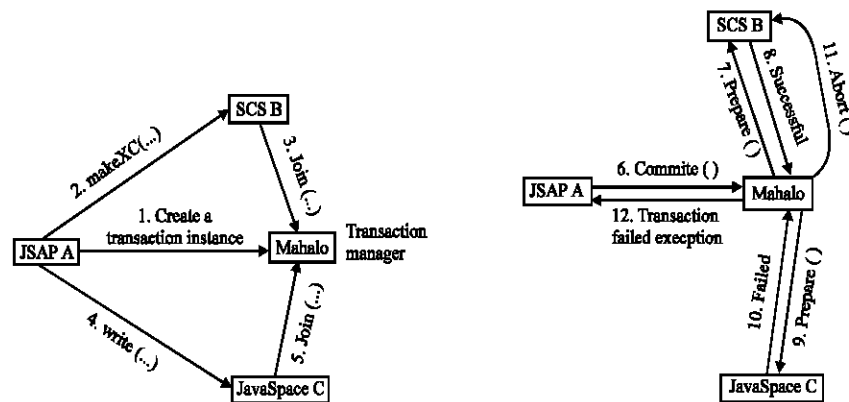 SCS B
2. makeXC(...)
3. Join (...)
1. Create a
transaction instance
JSAP A
Mahalo
Transaction
manager
4. write (...)
5. Join (...)
JavaSpace C
SCS B
7. Prepare ( )
8. Successful
11. Abort ( )
6. Commite ( )
JSAP A
Mahalo
12. Transaction
failed execption
10. Failed
9. Prepare ( )
JavaSpace C